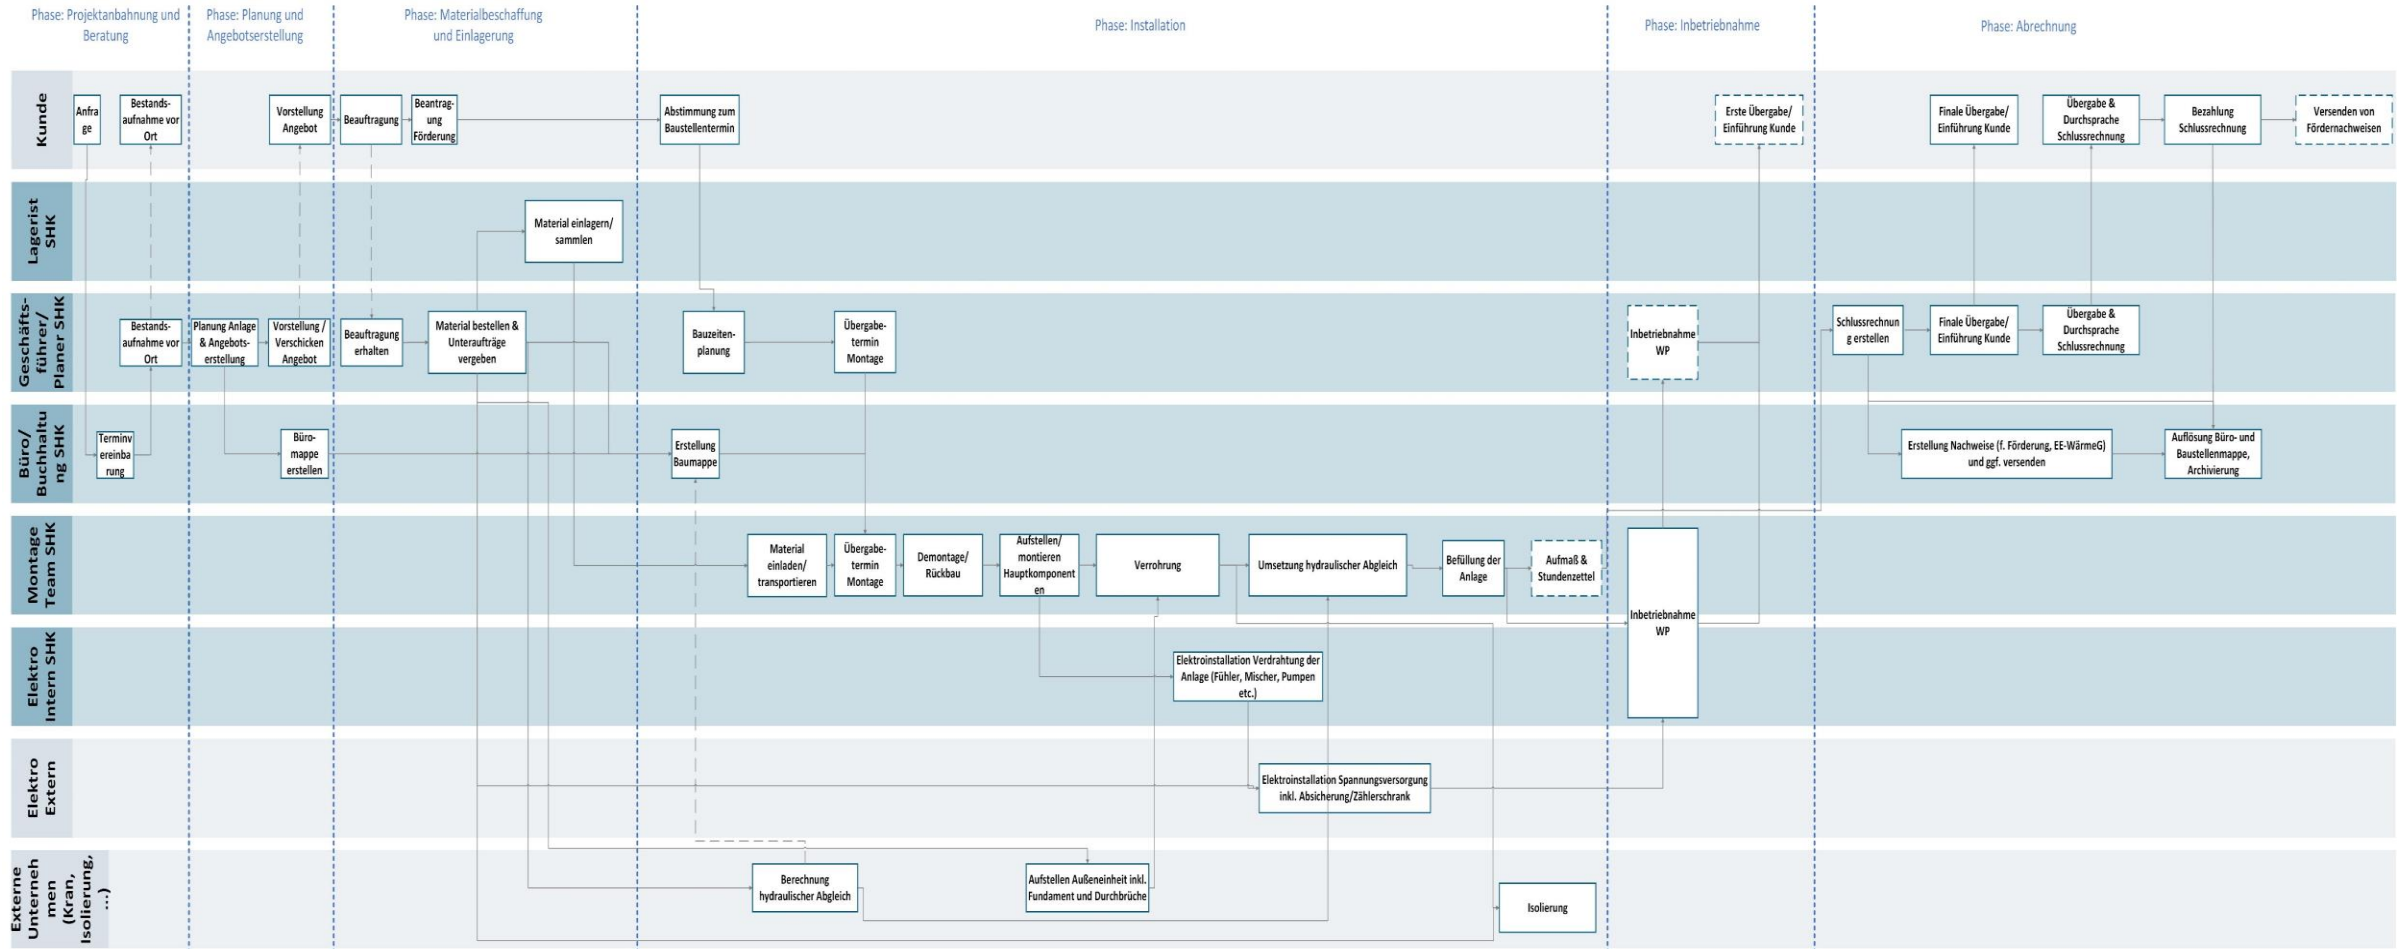 Phase: Projektanbahnung und
Beratung
Phase: Planung und
Angebotserstellung
Phase: Materialbeschaffung
und Einlagerung
Phase: Installation
Phase: Inbetriebnahme
Phase: Abrechnung
Kunde
Anfra
ge
Bestands-
aufnahme vor
Ort
Vorstellung
Angebot
Beauftragung
Beantrag-
ung
Förderung
Abstimmung zum
Baustellentermin
Erste Übergabe/
Einführung Kunde
Finale Übergabe/
Einführung Kunde
Übergabe &
Durchsprache
Schlussrechnung
Bezahlung
Schlussrechnung
Versenden von
Fördernachweisen
Lagerist
SHK
Material einlagern/
sammlen
Geschäfts-
führer/
Planer SHK
Bestands-
aufnahme vor
Ort
Planung Anlage
& Angebots-
erstellung
Vorstellung /
Verschicken
Angebot
Beauftragung
erhalten
Material bestellen &
Unteraufträge
vergeben
Bauzeiten-
planung
Übergabe-
termin
Montage
Inbetriebnahme
WP
Schlussrechnun
g erstellen
Finale Übergabe/
Einführung Kunde
Übergabe &
Durchsprache
Schlussrechnung
Büro/
Buchhaltu
ng SHK
Terminv
ereinba
rung
Büro-
mappe
erstellen
Erstellung
Baumappe
Erstellung Nachweise (f. Förderung, EE-WärmeG)
und ggf. versenden
Auflösung Büro- und
Baustellenmappe,
Archivierung
Montage
Team SHK
Material
einladen/
transportieren
Übergabe-
termin
Montage
Demontage/
Rückbau
Aufstellen/
montieren
Hauptkomponent
en
Verrohrung
Umsetzung hydraulischer Abgleich
Befüllung der
Anlage
Aufmaß &
Stundenzettel
Inbetriebnahme
WP
Elektro
Intern SHK
Elektroinstallation Verdrahtung der
Anlage (Fühler, Mischer, Pumpen
etc.)
Elektro
Extern
Elektroinstallation Spannungsversorgung
inkl. Absicherung/Zählerschrank
Externe
Unterneh
men
(Kran,
Isolierung,
...)
Berechnung
hydraulischer Abgleich
Aufstellen Außeneinheit inkl.
Fundament und Durchbrüche
Isolierung